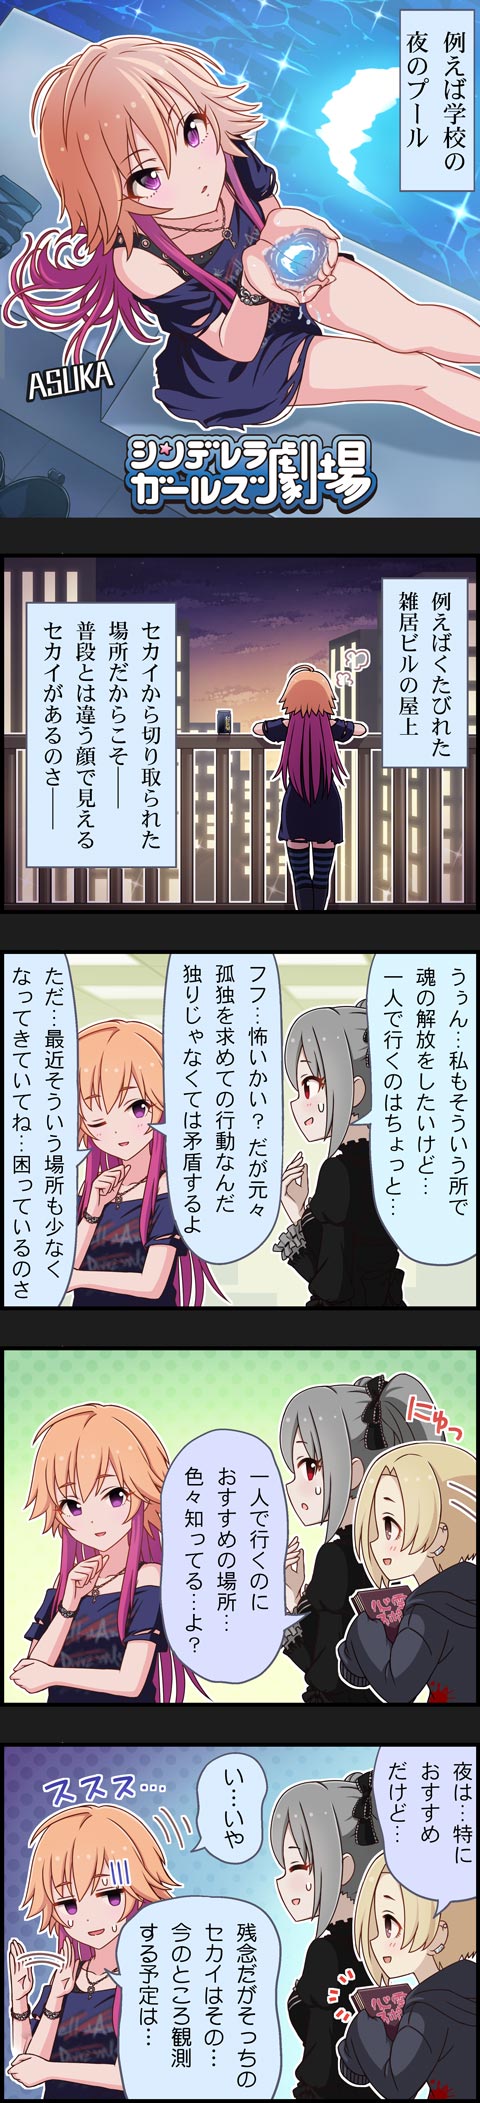 例えば学校の
夜のプール
ASUKA
シンデレラ
ガールズ劇場
例えばくたびれた
雑居ビルの屋上
セカイから切り取られた
場所だからこそ――
普段とは違う顔で見える
セカイがあるのさ――
うぅん…私もそういう所で
魂の解放をしたいけど…
一人で行くのはちょっと…
フフ…怖いかい？だが元々
孤独を求めての行動なんだ
独りじゃなくては矛盾するよ
ただ…最近そういう場所も少なく
なってきていてね…困っているのさ
にゅっ
一人で行くのに
おすすめの場所…
色々知ってる…よ？
夜は…特に
おすすめ
だけど…
い…いや
ススス…
残念だがそっちの
セカイはその…
今のところ観測
する予定は…